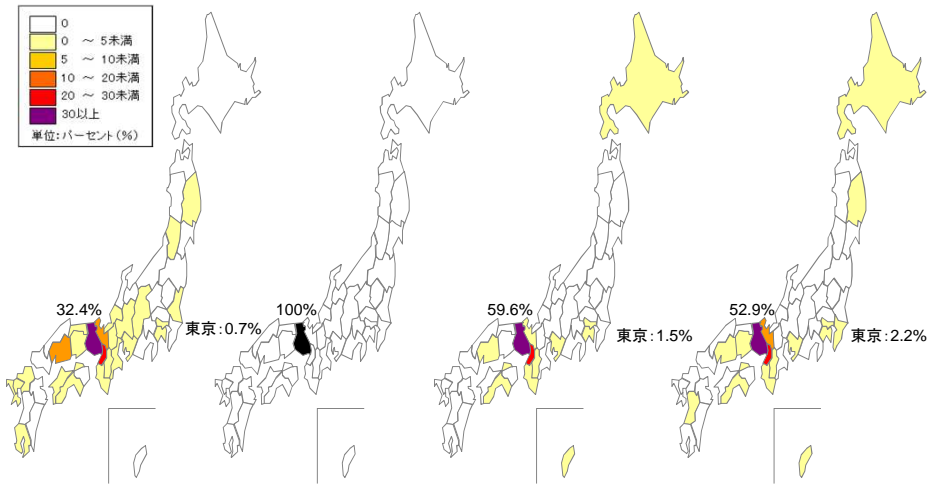 0
0 ～ 5未満
5 ～ 10未満
10 ～ 20未満
20 ～ 30未満
30以上
単位:パーセント(%)
32.4%
東京:0.7%
100%
59.6%
東京:1.5%
52.9%
東京:2.2%